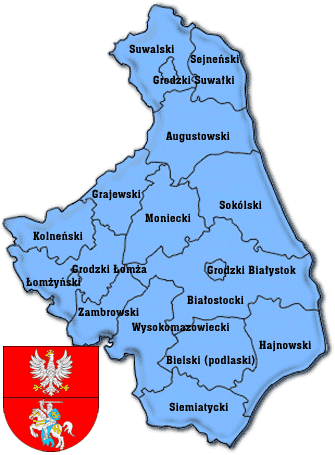 Suwalski
Sejneński
Grodzki Suwałki
Augustowski
Grajewski
Sokólski
Moniecki
Kolneński
Grodzki Łomża
Grodzki Białystok
Łomżyński
Białostocki
Zambrowski
Wysokomazowiecki
Hajnowski
Bielski (podlaski)
Siemiatycki